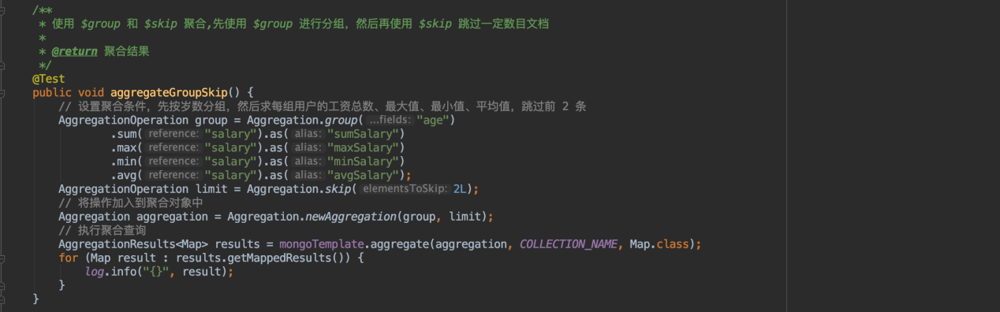 /**
 * 使用 $group 和 $skip 聚合,先使用 $group 进行分组，然后再使用 $skip 跳过一定数目文档
 *
 * @return 聚合结果
 */
@Test
public void aggregateGroupSkip() {
    // 设置聚合条件，先按岁数分组，然后求每组用户的工资总数、最大值、最小值、平均值，跳过前 2 条
    AggregationOperation group = Aggregation.group( ...fields: "age")
            .sum( reference: "salary").as( alias: "sumSalary")
            .max( reference: "salary").as( alias: "maxSalary")
            .min( reference: "salary").as( alias: "minSalary")
            .avg( reference: "salary").as( alias: "avgSalary");
    AggregationOperation limit = Aggregation.skip( elementsToSkip: 2L);
    // 将操作加入到聚合对象中
    Aggregation aggregation = Aggregation.newAggregation(group, limit);
    // 执行聚合查询
    AggregationResults<Map> results = mongoTemplate.aggregate(aggregation, COLLECTION_NAME, Map.class);
    for (Map result : results.getMappedResults()) {
        log.info("{}", result);
    }
}